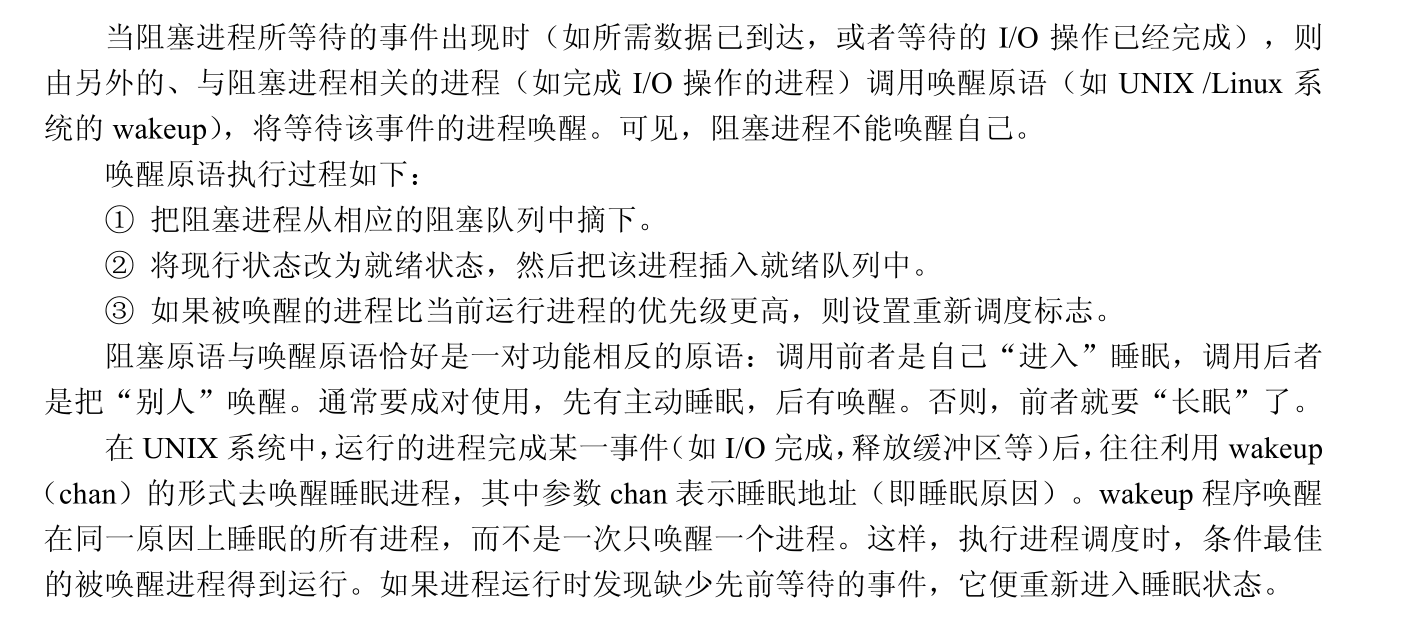 当阻塞进程所等待的事件出现时（如所需数据已到达，或者等待的 I/O 操作已经完成），则
由另外的、与阻塞进程相关的进程（如完成 I/O 操作的进程）调用唤醒原语（如 UNIX /Linux 系
统的 wakeup），将等待该事件的进程唤醒。可见，阻塞进程不能唤醒自己。
唤醒原语执行过程如下：
① 把阻塞进程从相应的阻塞队列中摘下。
② 将现行状态改为就绪状态，然后把该进程插入就绪队列中。
③ 如果被唤醒的进程比当前运行进程的优先级更高，则设置重新调度标志。
阻塞原语与唤醒原语恰好是一对功能相反的原语：调用前者是自己“进入”睡眠，调用后者
是把“别人”唤醒。通常要成对使用，先有主动睡眠，后有唤醒。否则，前者就要“长眠”了。
在 UNIX 系统中，运行的进程完成某一事件（如 I/O 完成，释放缓冲区等）后，往往利用 wakeup
（chan）的形式去唤醒睡眠进程，其中参数 chan 表示睡眠地址（即睡眠原因）。wakeup 程序唤醒
在同一原因上睡眠的所有进程，而不是一次只唤醒一个进程。这样，执行进程调度时，条件最佳
的被唤醒进程得到运行。如果进程运行时发现缺少先前等待的事件，它便重新进入睡眠状态。